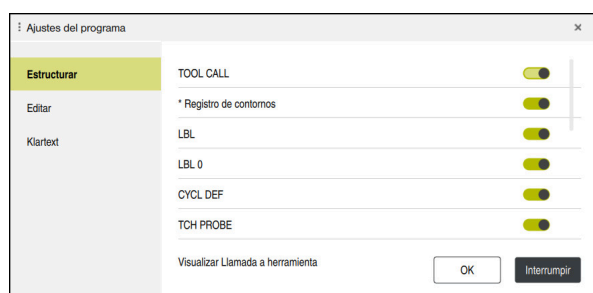 Ajustes del programa
Estructurar
TOOL CALL
Editar
* Registro de contornos
Klartext
LBL
LBL 0
CYCL DEF
TCH PROBE
Visualizar Llamada a herramienta
OK
Interrumpir